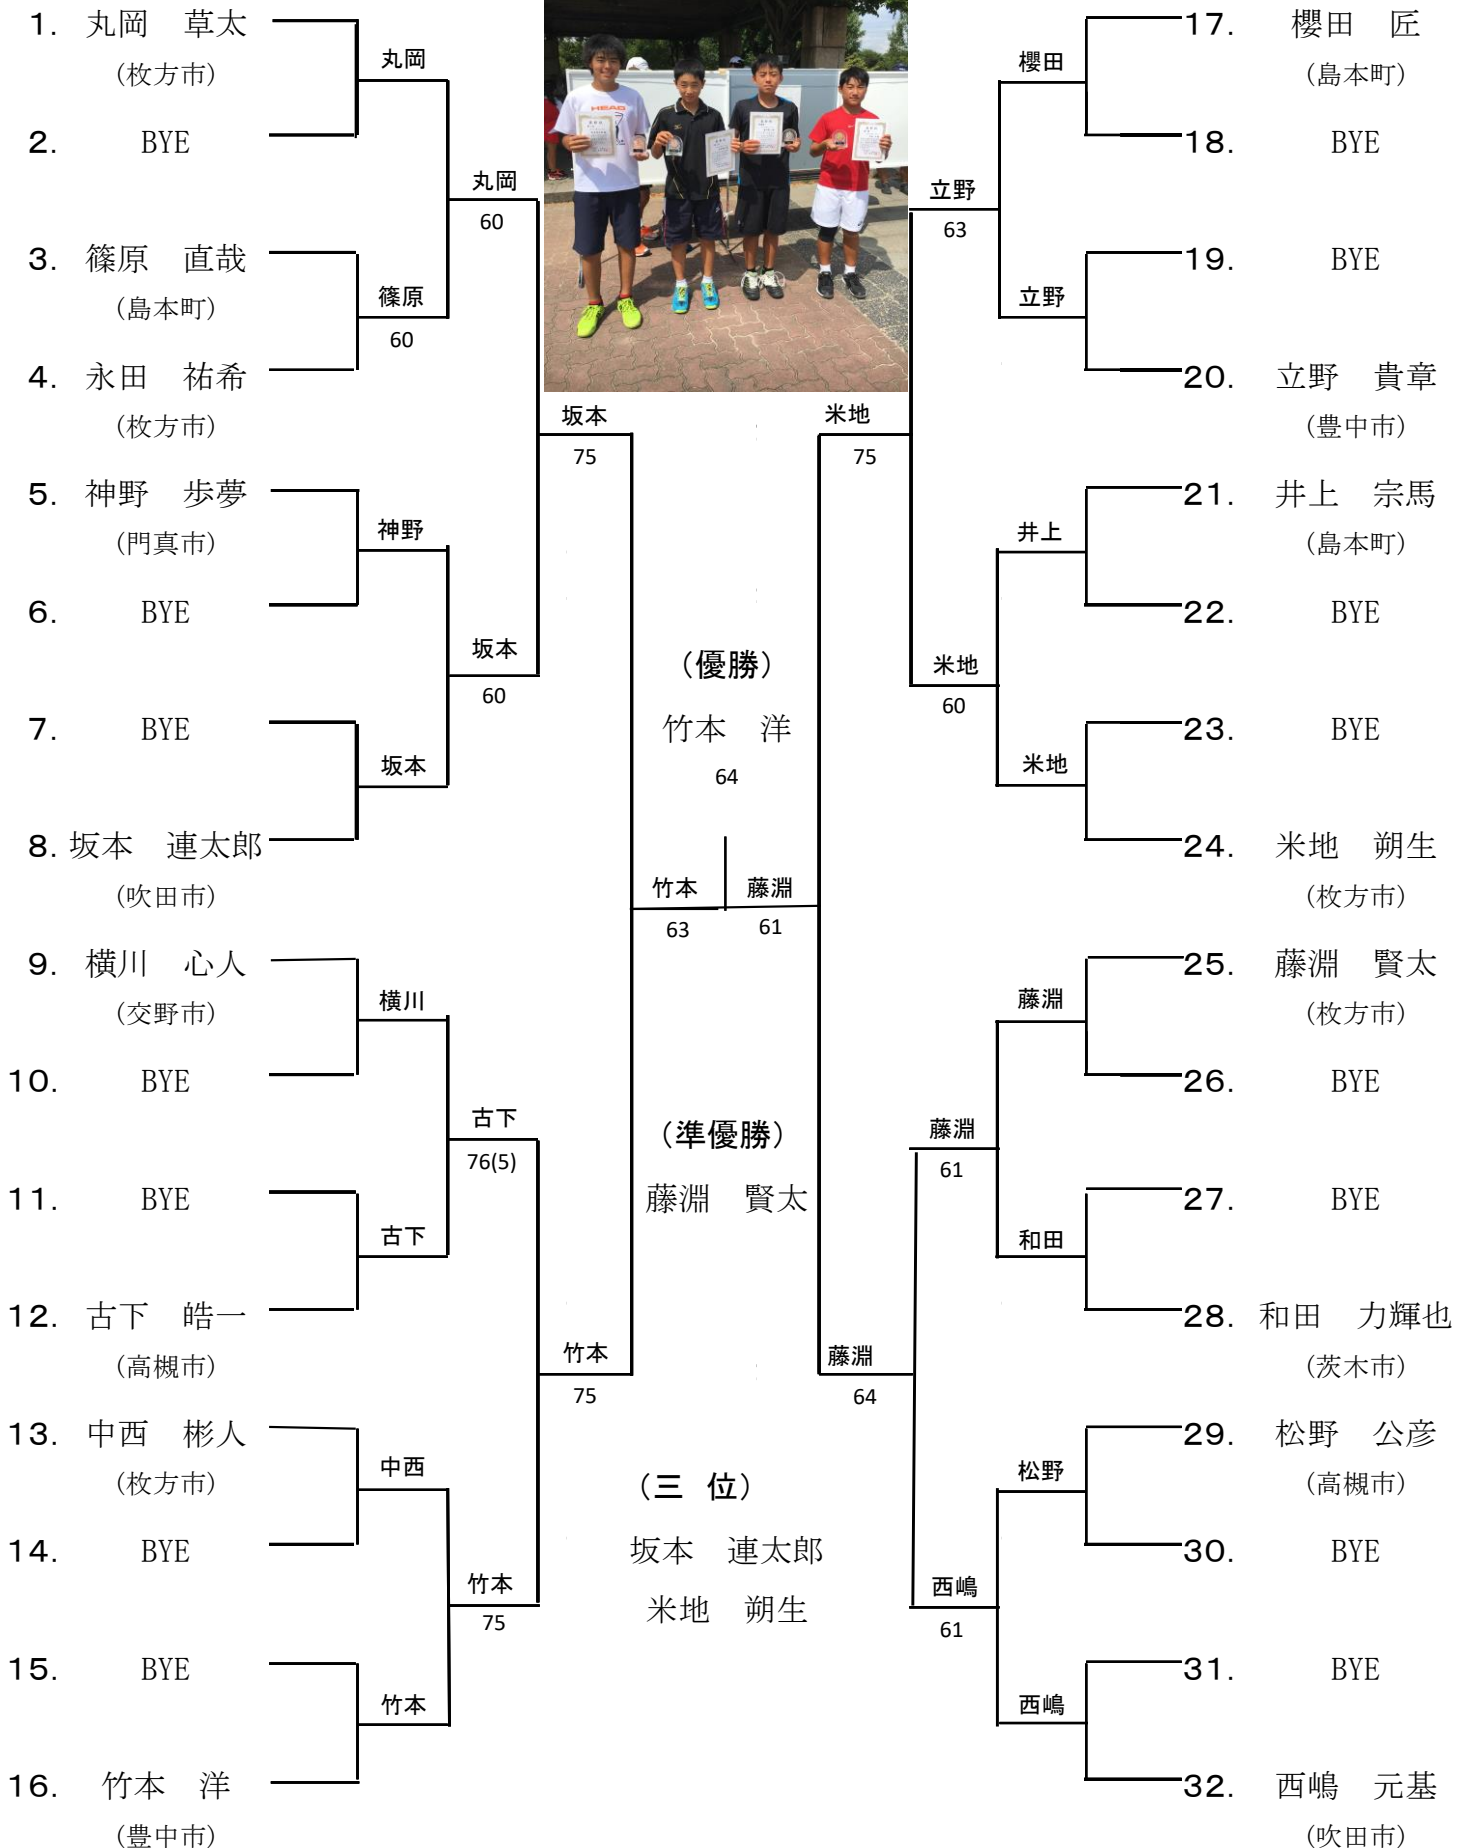 1. 丸岡 草太
(枚方市)
2. BYE
3. 篠原 直哉
(島本町)
4. 永田 祐希
(枚方市)
5. 神野 歩夢
(門真市)
6. BYE
7. BYE
8. 坂本 連太郎
(吹田市)
9. 横川 心人
(交野市)
10. BYE
11. BYE
12. 古下 皓一
(高槻市)
13. 中西 彬人
(枚方市)
14. BYE
15. BYE
16. 竹本 洋
(豊中市)
丸岡
篠原
60
神野
坂本
横川
古下
中西
竹本
丸岡
60
坂本
60
古下
76(5)
竹本
75
坂本
75
竹本
75
HEAD
(優勝)
竹本 洋
64
竹本
63
藤淵
61
(準優勝)
藤淵 賢太
(三 位)
坂本 連太郎
米地 朔生
米地
75
藤淵
64
立野
63
米地
60
藤淵
61
西嶋
61
櫻田
立野
井上
米地
藤淵
和田
松野
西嶋
17. 櫻田 匠
(島本町)
18. BYE
19. BYE
20. 立野 貴章
(豊中市)
21. 井上 宗馬
(島本町)
22. BYE
23. BYE
24. 米地 朔生
(枚方市)
25. 藤淵 賢太
(枚方市)
26. BYE
27. BYE
28. 和田 力輝也
(茨木市)
29. 松野 公彦
(高槻市)
30. BYE
31. BYE
32. 西嶋 元基
(吹田市)